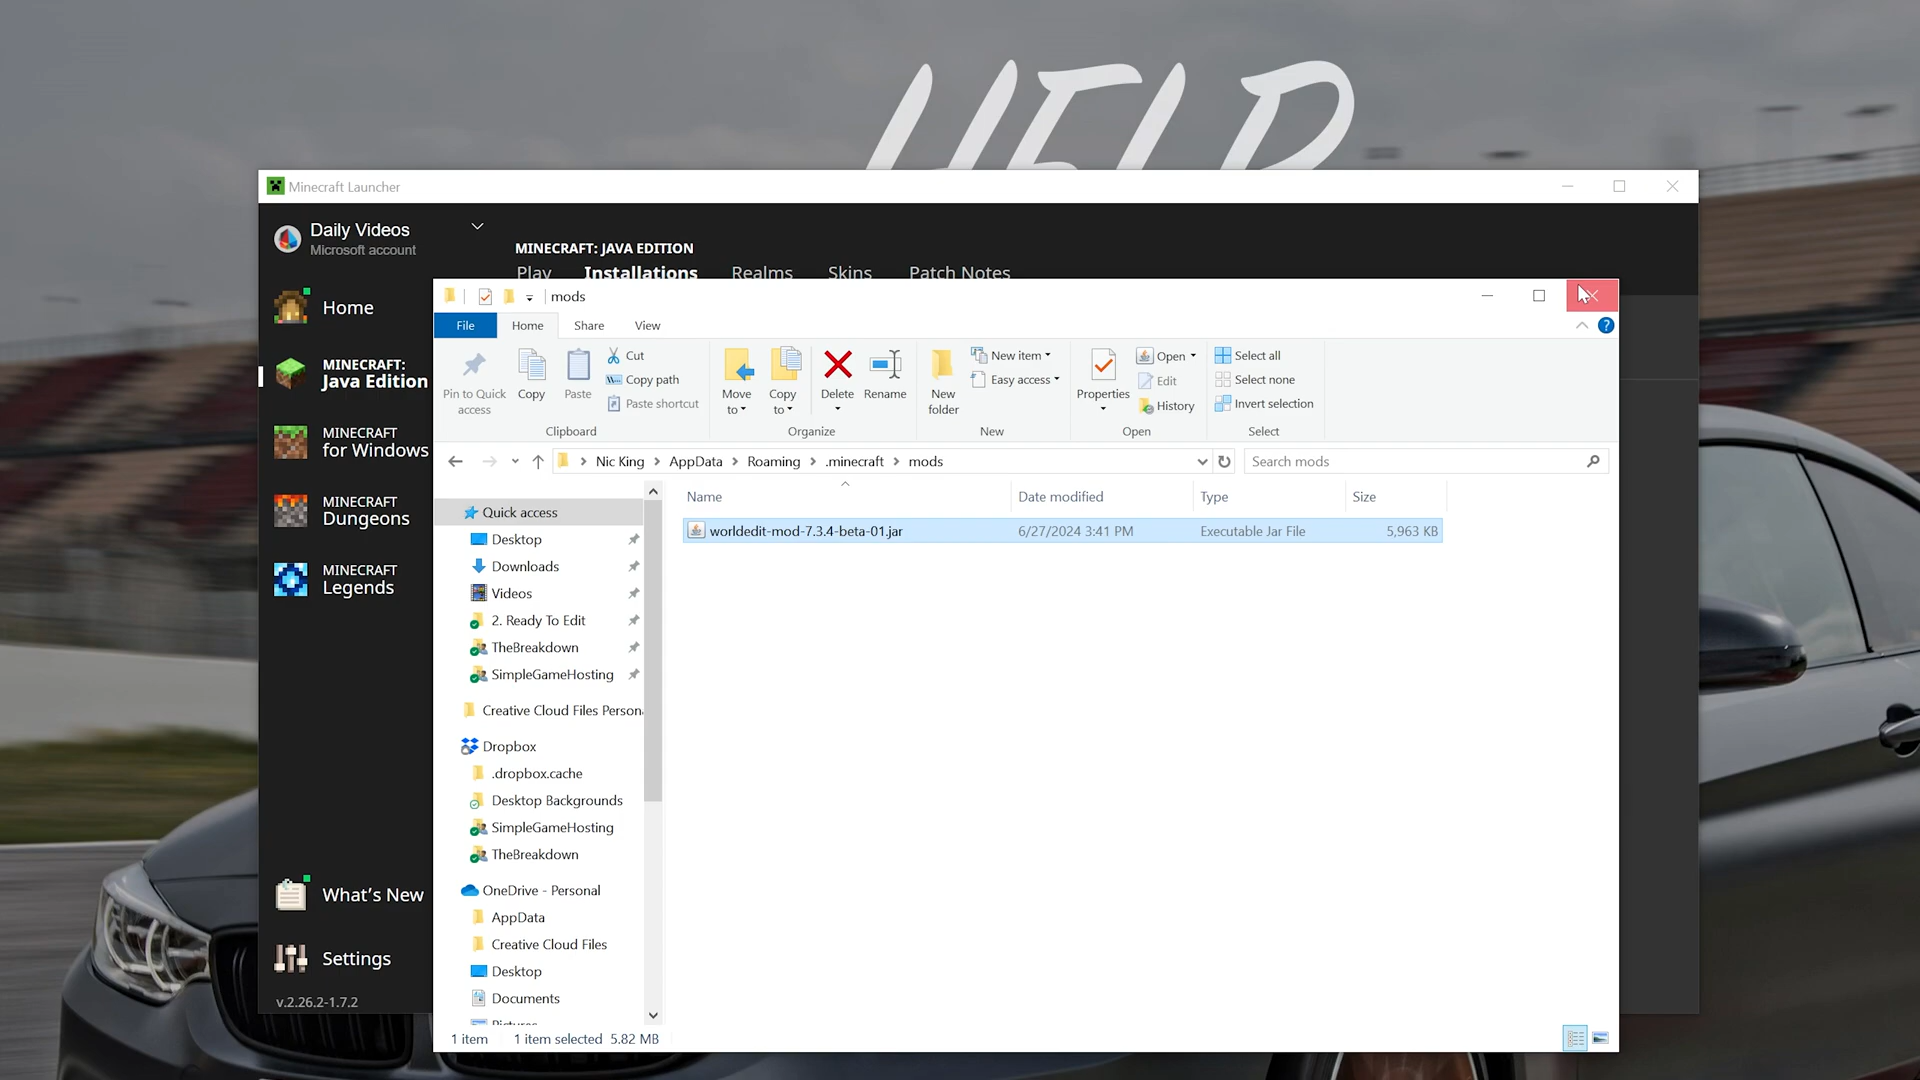 HELP
Minecraft Launcher
Daily Videos
Microsoft account
MINECRAFT: JAVA EDITION
Play Installations Realms Skins Patch Notes
Home
MINECRAFT:
Java Edition
MINECRAFT
for Windows
MINECRAFT
Dungeons
MINECRAFT
Legends
What's New
Settings
v.2.26.2-1.7.2
mods
File Home Share View
Pin to Quick access
Copy
Paste
Cut
Copy path
Paste shortcut
Clipboard
Move to
Copy to
Delete
Rename
Organize
New folder
New item
Easy access
New
Properties
Open
Edit
History
Open
Select all
Select none
Invert selection
Select
Nic King AppData Roaming .minecraft mods
Search mods
Name Date modified Type Size
worldedit-mod-7.3.4-beta-01.jar 6/27/2024 3:41 PM Executable Jar File 5,963 KB
Quick access
Desktop
Downloads
Videos
2. Ready To Edit
TheBreakdown
SimpleGameHosting
Creative Cloud Files Person
Dropbox
.dropbox.cache
Desktop Backgrounds
SimpleGameHosting
TheBreakdown
OneDrive - Personal
AppData
Creative Cloud Files
Desktop
Documents
1 item 1 item selected 5.82 MB